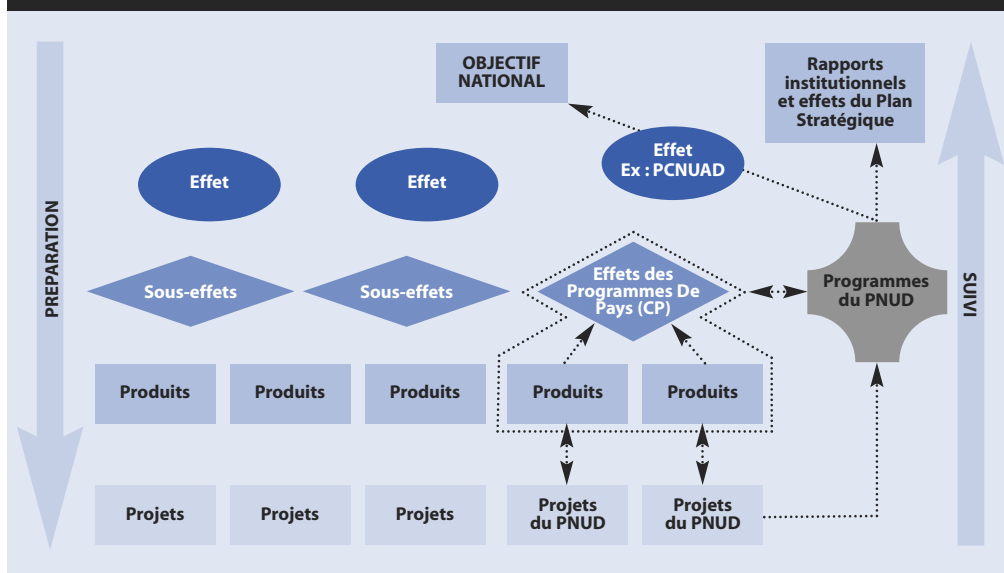 OBJECTIF
NATIONAL
Rapports
institutionnels
et effets du Plan
Stratégique
Effet
Effet
Effet
Ex : PCNUAD
PREPARATION
Sous-effets
Sous-effets
Effets des
Programmes De
Pays (CP)
Programmes
du PNUD
SUIVI
Produits
Produits
Produits
Produits
Produits
Projets
Projets
Projets
Projets
du PNUD
Projets
du PNUD